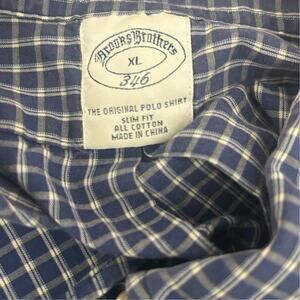 Brooks Brothers
XL
346
THE ORIGINAL POLO SHIRT
SLIM FIT
ALL COTTON
MADE IN CHINA